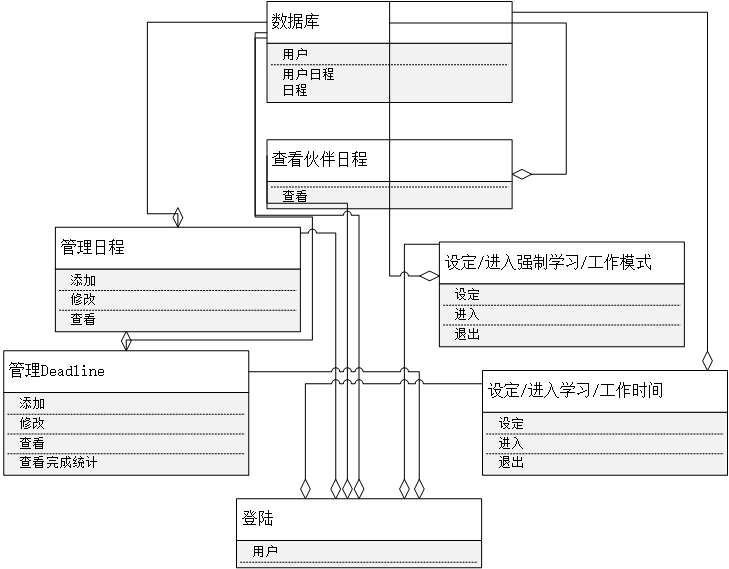 数据库
用户
用户日程
日程
查看伙伴日程
查看
管理日程
添加
修改
查看
设定/进入强制学习/工作模式
设定
进入
退出
管理Deadline
添加
修改
查看
查看完成统计
设定/进入学习/工作时间
设定
进入
退出
登陆
用户